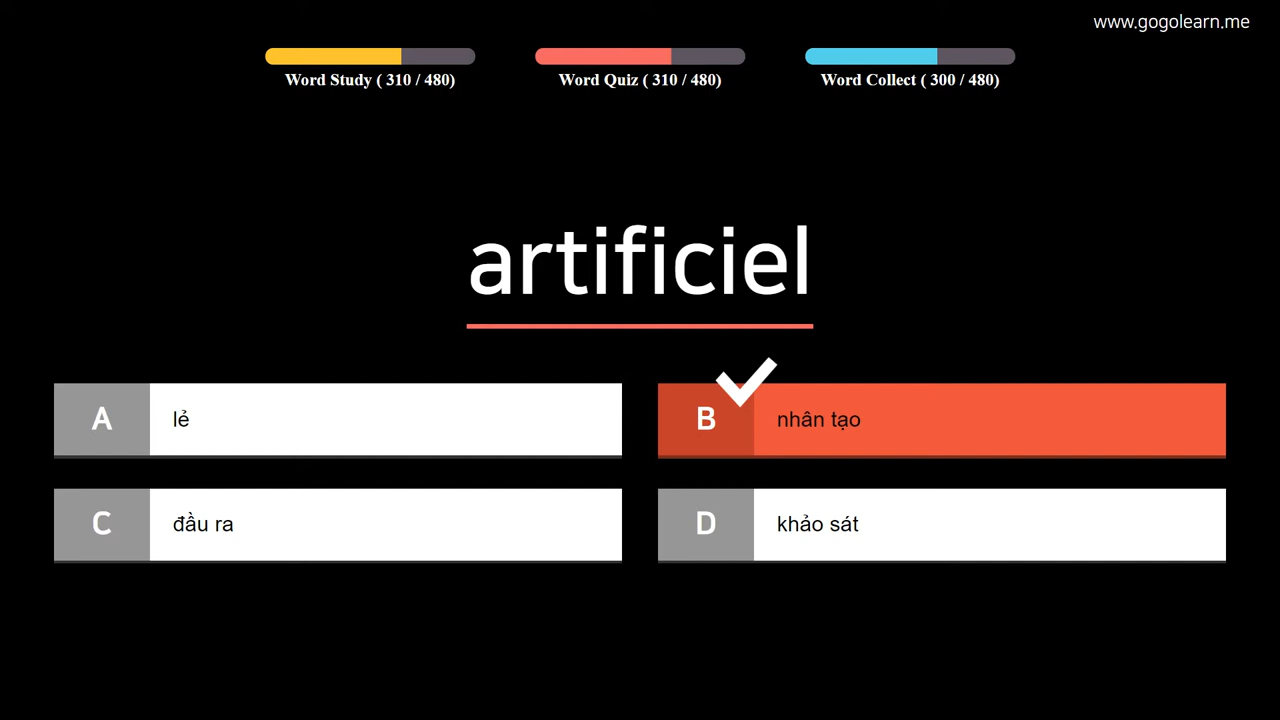 www.gogolearn.me
Word Study ( 310 / 480)
Word Quiz ( 310 / 480)
Word Collect ( 300 / 480)
artificiel
A lẻ
B nhân tạo
C đầu ra
D khảo sát